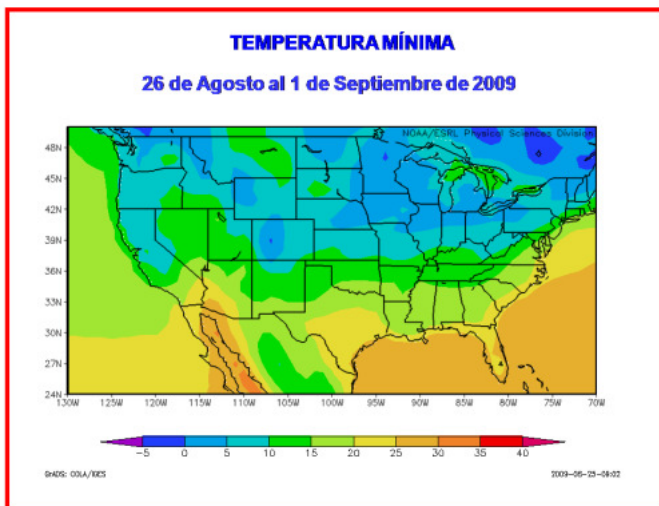 TEMPERATURA MÍNIMA
26 de Agosto al 1 de Septiembre de 2009
NOAA/ESRL Physical Sciences Division
48N
45N
42N
39N
36N
33N
30N
27N
24N
130W 125W 120W 115W 110W 105W 100W 95W 90W 85W 80W 75W 70W
-5 0 5 10 15 20 25 30 35 40
GrADS: COLA/IGES